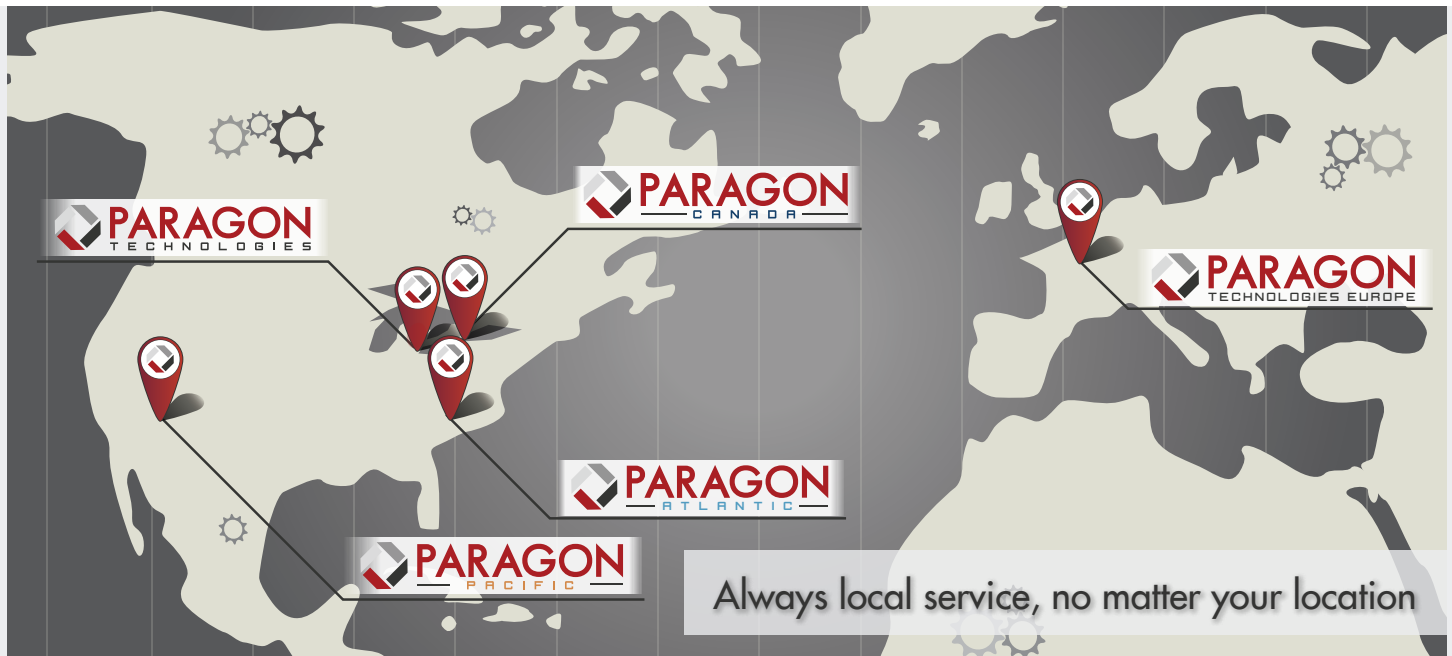 PARAGON
CANADA
PARAGON
TECHNOLOGIES
PARAGON
TECHNOLOGIES EUROPE
PARAGON
ATLANTIC
PARAGON
PACIFIC
Always local service, no matter your location